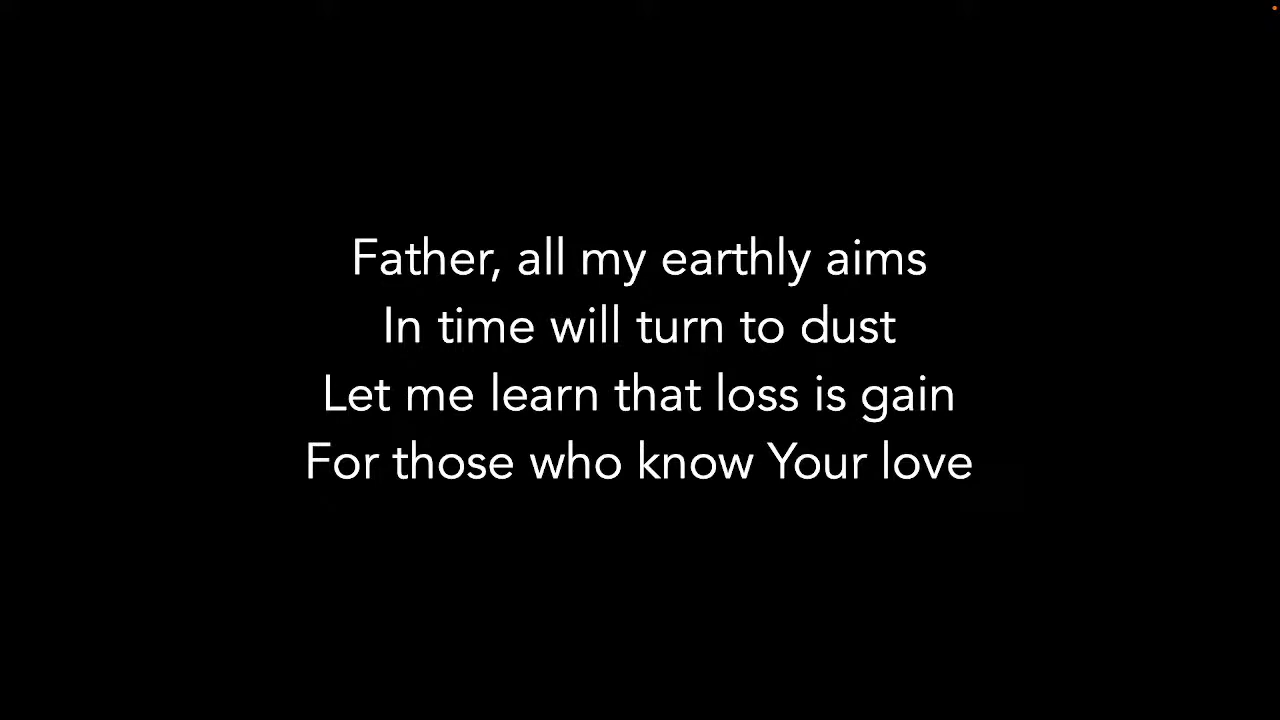 Father, all my earthly aims
In time will turn to dust
Let me learn that loss is gain
For those who know Your love